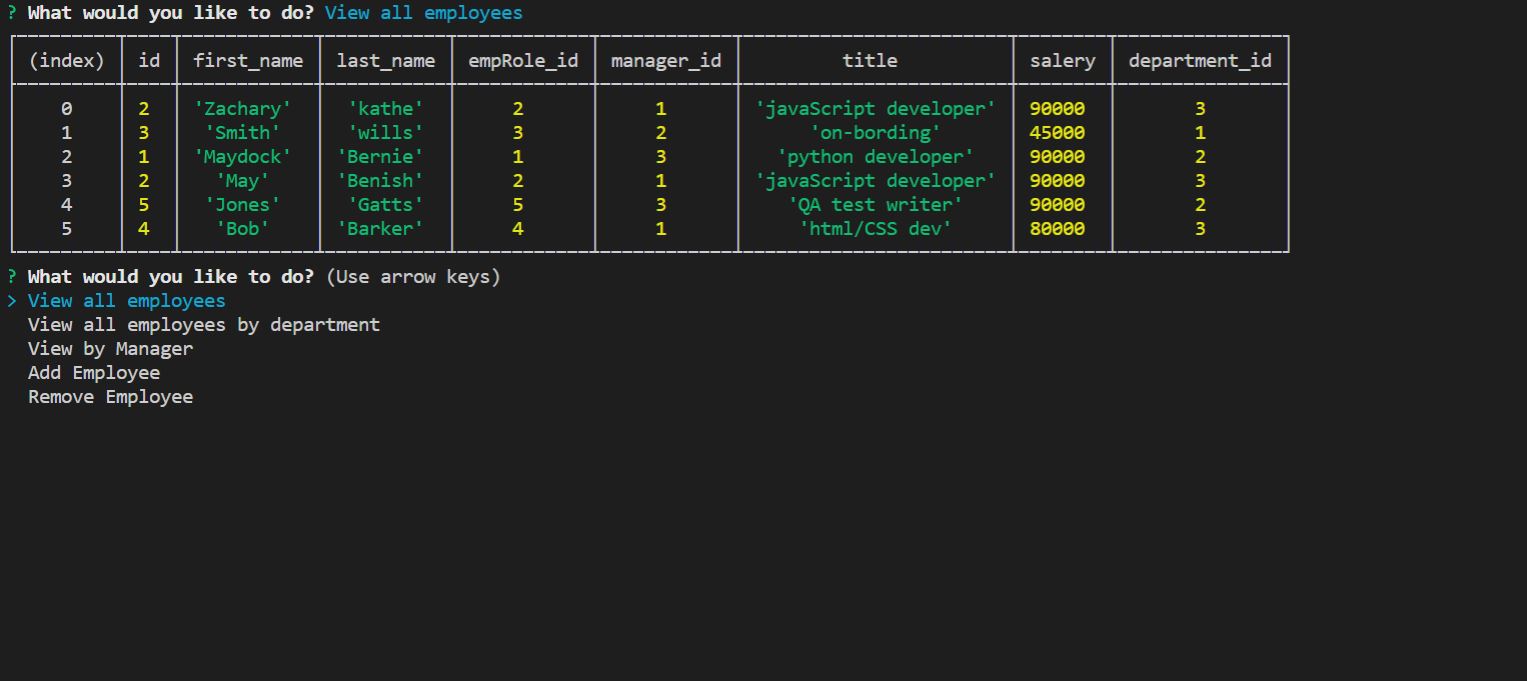 ? What would you like to do? View all employees
(index) id first_name last_name empRole_id manager_id title salery department_id
0 2 'Zachary' 'kathe' 2 1 'javaScript developer' 90000 3
1 3 'Smith' 'wills' 3 2 'on-bording' 45000 1
2 1 'Maydock' 'Bernie' 1 3 'python developer' 90000 2
3 2 'May' 'Benish' 2 1 'javaScript developer' 90000 3
4 5 'Jones' 'Gatts' 5 3 'QA test writer' 90000 2
5 4 'Bob' 'Barker' 4 1 'html/CSS dev' 80000 3
? What would you like to do? (Use arrow keys)
> View all employees
View all employees by department
View by Manager
Add Employee
Remove Employee